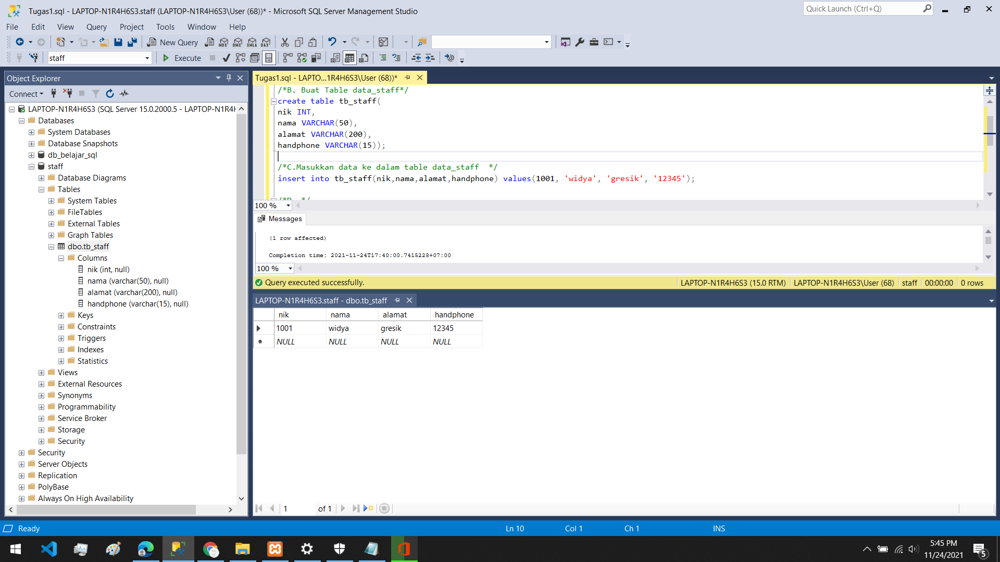 Tugas1.sql - LAPTOP-N1R4H6S3.staff (LAPTOP-N1R4H6S3\User (68))* - Microsoft SQL Server Management Studio
Quick Launch (Ctrl+Q)
File Edit View Query Project Tools Window Help
New Query MDX DMX XMLA DAX
staff Execute
Object Explorer
Connect
LAPTOP-N1R4H6S3 (SQL Server 15.0.2000.5 - LAPTOP-N1R4H
Databases
System Databases
Database Snapshots
db_belajar_sql
staff
Database Diagrams
Tables
System Tables
FileTables
External Tables
Graph Tables
dbo.tb_staff
Columns
nik (int, null)
nama (varchar(50), null)
alamat (varchar(200), null)
handphone (varchar(15), null)
Keys
Constraints
Triggers
Indexes
Statistics
Views
External Resources
Synonyms
Programmability
Service Broker
Storage
Security
Security
Server Objects
Replication
PolyBase
Always On High Availability
Tugas1.sql - LAPTO...1R4H6S3\User (68))*
/*B. Buat Table data_staff*/
create table tb_staff(
nik INT,
nama VARCHAR(50),
alamat VARCHAR(200),
handphone VARCHAR(15));
/*C.Masukkan data ke dalam table data_staff */
insert into tb_staff(nik,nama,alamat,handphone) values(1001, 'widya', 'gresik', '12345');
100 %
Messages
(1 row affected)
Completion time: 2021-11-24T17:40:00.7415228+07:00
100 %
Query executed successfully. LAPTOP-N1R4H6S3 (15.0 RTM) LAPTOP-N1R4H6S3\User (68) staff 00:00:00 0 rows
LAPTOP-N1R4H6S3.staff - dbo.tb_staff
nik nama alamat handphone
1001 widya gresik 12345
NULL NULL NULL NULL
1 of 1
Ready Ln 10 Col 1 Ch 1 INS
5:45 PM
11/24/2021
5